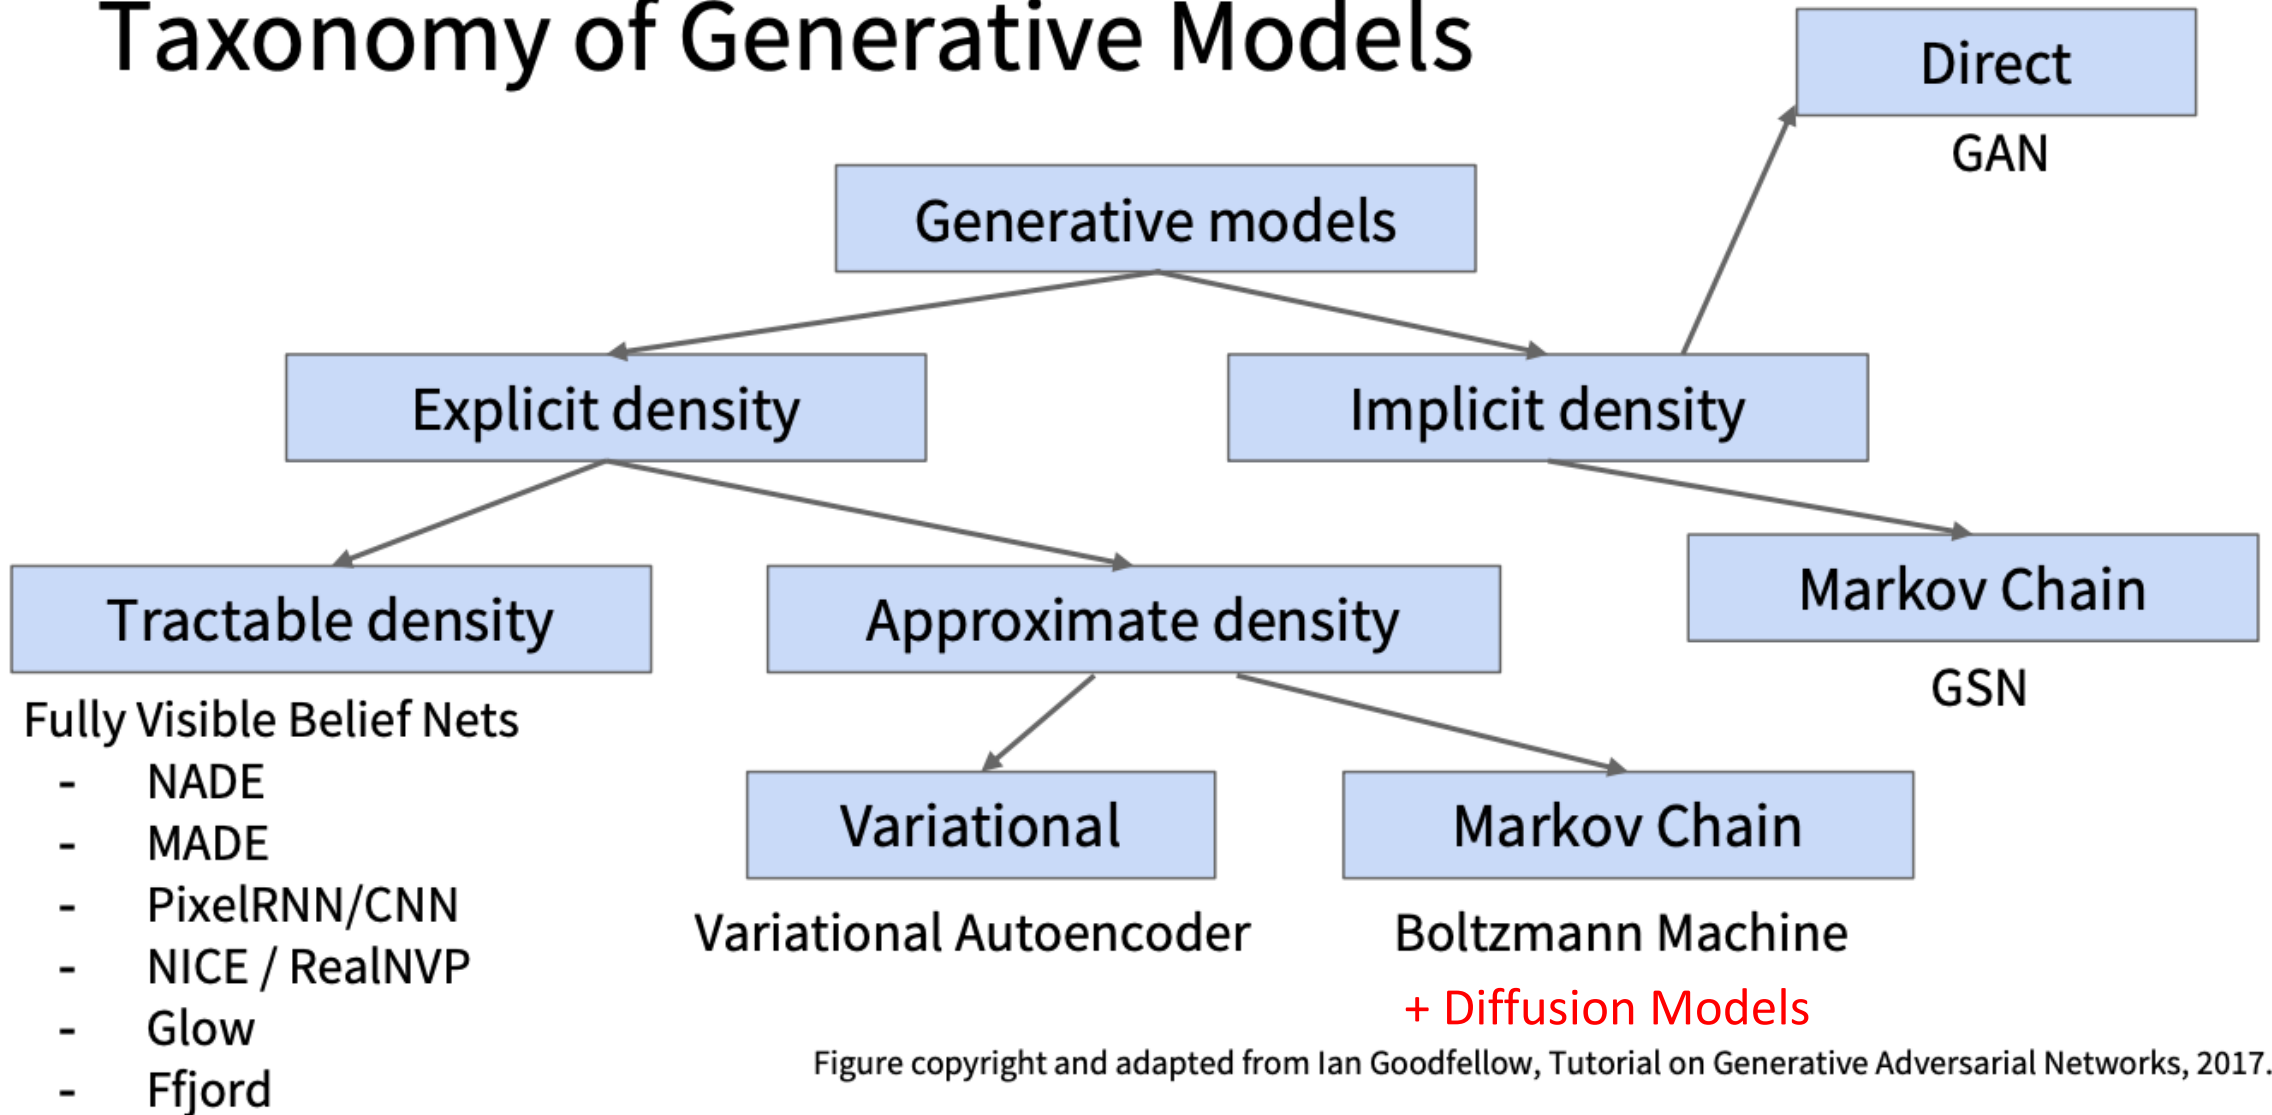 Taxonomy of Generative Models
Direct
GAN
Generative models
Explicit density
Implicit density
Tractable density
Approximate density
Markov Chain
GSN
Fully Visible Belief Nets
- NADE
- MADE
- PixelRNN/CNN
- NICE / RealNVP
- Glow
- Ffjord
Variational
Markov Chain
Variational Autoencoder
Boltzmann Machine
+ Diffusion Models
Figure copyright and adapted from Ian Goodfellow, Tutorial on Generative Adversarial Networks, 2017.